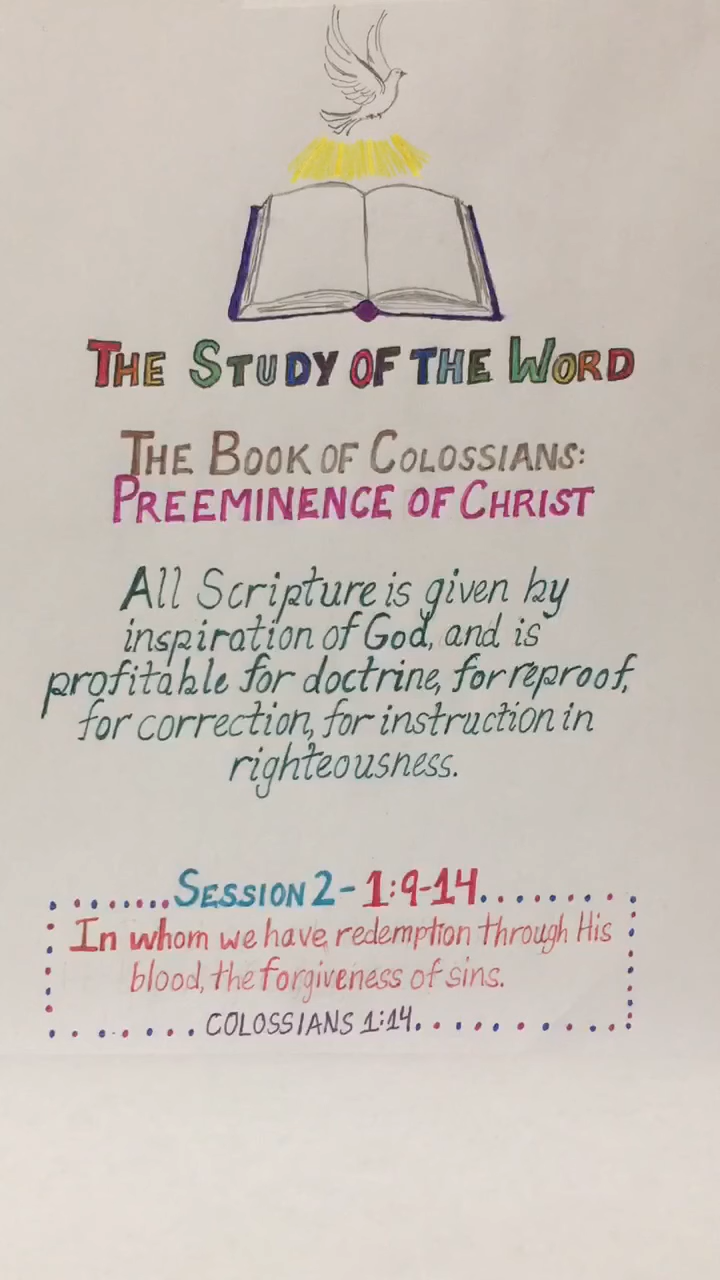 THE STUDY OF THE WORD
THE BOOK OF COLOSSIANS:
PREEMINENCE OF CHRIST
All Scripture is given by
inspiration of God, and is
profitable for doctrine, for reproof,
for correction, for instruction in
righteousness.
SESSION 2- 1:9-14
In whom we have redemption through His
blood, the forgiveness of sins.
COLOSSIANS 1:14